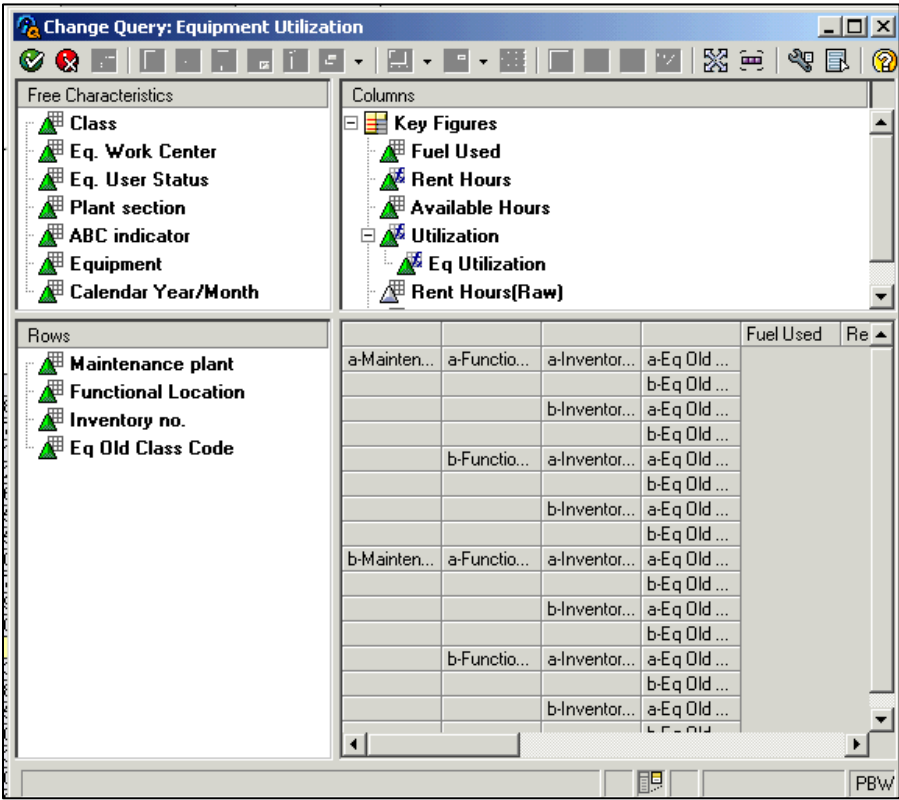 Change Query: Equipment Utilization
Free Characteristics
Class
Eq. Work Center
Eq. User Status
Plant section
ABC indicator
Equipment
Calendar Year/Month
Columns
Key Figures
Fuel Used
Rent Hours
Available Hours
Utilization
Eq Utilization
Rent Hours(Raw)
Rows
Maintenance plant
Functional Location
Inventory no.
Eq Old Class Code
Fuel Used Re
a-Mainten... a-Functio... a-Inventor... a-Eq Old ...
b-Eq Old ...
b-Inventor... a-Eq Old ...
b-Eq Old ...
b-Functio... a-Inventor... a-Eq Old ...
b-Eq Old ...
b-Inventor... a-Eq Old ...
b-Eq Old ...
b-Mainten... a-Functio... a-Inventor... a-Eq Old ...
b-Eq Old ...
b-Inventor... a-Eq Old ...
b-Eq Old ...
b-Functio... a-Inventor... a-Eq Old ...
b-Eq Old ...
b-Inventor... a-Eq Old ...
b-Eq Old ...
PBW